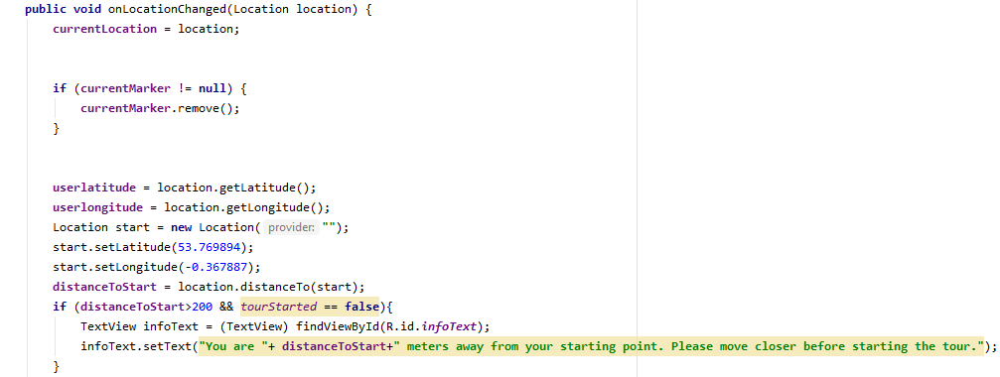 public void onLocationChanged(Location location) {
currentLocation = location;
if (currentMarker != null) {
currentMarker.remove();
}
userlatitude = location.getLatitude();
userlongitude = location.getLongitude();
Location start = new Location( provider: "");
start.setLatitude(53.769894);
start.setLongitude(-0.367887);
distanceToStart = location.distanceTo(start);
if (distanceToStart>200 && tourStarted == false){
TextView infoText = (TextView) findViewById(R.id.infoText);
infoText.setText("You are "+ distanceToStart+" meters away from your starting point. Please move closer before starting the tour.");
}